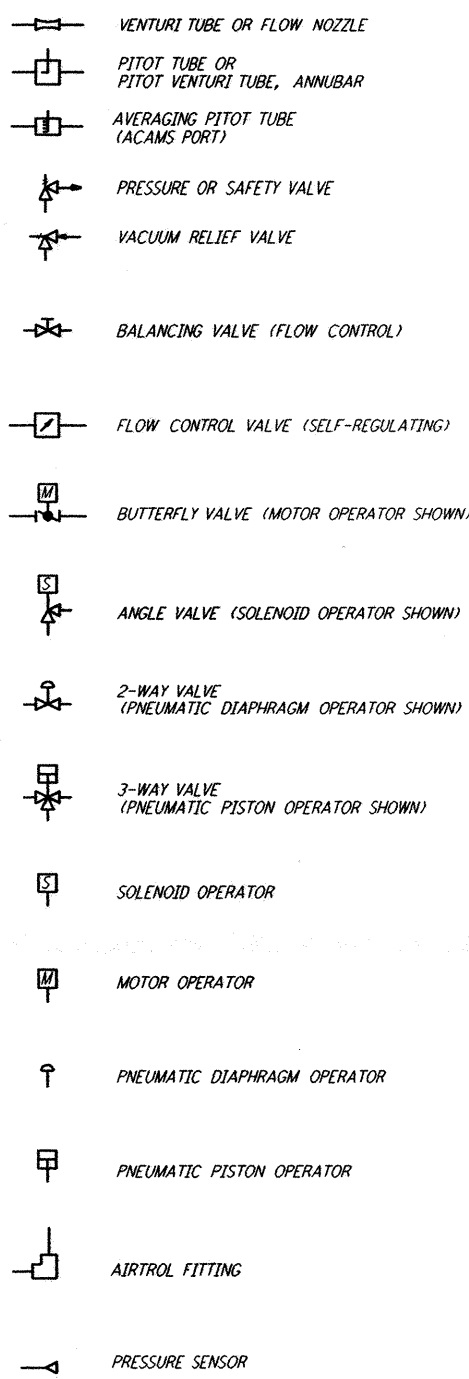 VENTURI TUBE OR FLOW NOZZLE
PITOT TUBE OR
PITOT VENTURI TUBE, ANNUBAR
AVERAGING PITOT TUBE
(ACAMS PORT)
PRESSURE OR SAFETY VALVE
VACUUM RELIEF VALVE
BALANCING VALVE (FLOW CONTROL)
FLOW CONTROL VALVE (SELF-REGULATING)
M
BUTTERFLY VALVE (MOTOR OPERATOR SHOWN)
S
ANGLE VALVE (SOLENOID OPERATOR SHOWN)
2-WAY VALVE
(PNEUMATIC DIAPHRAGM OPERATOR SHOWN)
3-WAY VALVE
(PNEUMATIC PISTON OPERATOR SHOWN)
S
SOLENOID OPERATOR
M
MOTOR OPERATOR
PNEUMATIC DIAPHRAGM OPERATOR
PNEUMATIC PISTON OPERATOR
AIRTROL FITTING
PRESSURE SENSOR